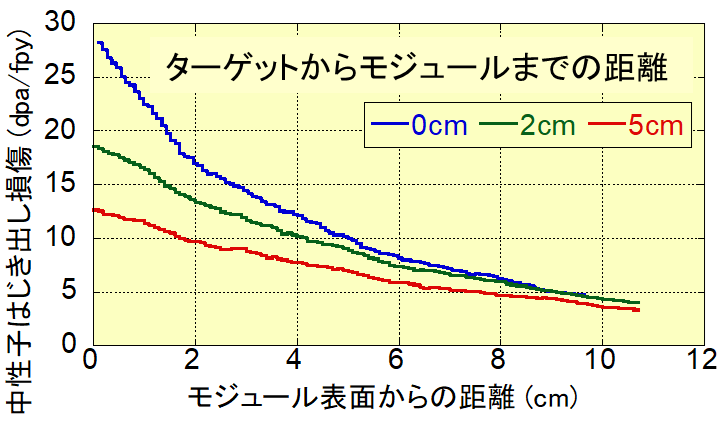 ターゲットからモジュールまでの距離
0cm 2cm 5cm
中性子はじき出し損傷 (dpa/fpy)
30
25
20
15
10
5
0
0 2 4 6 8 10 12
モジュール表面からの距離 (cm)